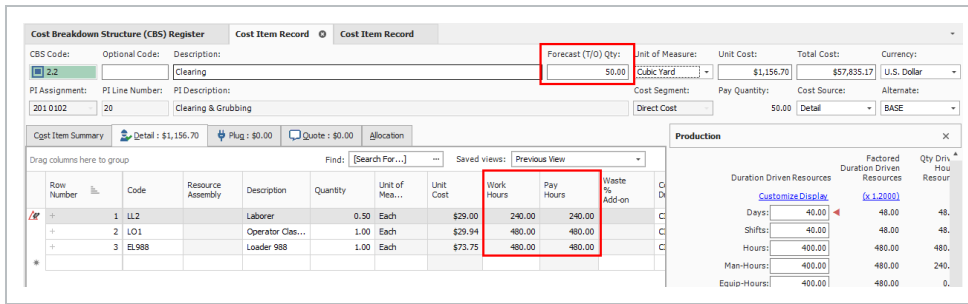 Cost Breakdown Structure (CBS) Register Cost Item Record Cost Item Record
CBS Code: Optional Code: Description: Forecast (T/O) Qty: Unit of Measure: Unit Cost: Total Cost: Currency:
2.2 Clearing 50.00 Cubic Yard $1,156.70 $57,835.17 U.S. Dollar
PI Assignment: PI Line Number: PI Description: Cost Segment: Pay Quantity: Cost Source: Alternate:
201 0102 20 Clearing & Grubbing Direct Cost 50.00 Detail BASE
Cost Item Summary Detail : $1,156.70 Plug : $0.00 Quote : $0.00 Allocation Production
Drag columns here to group Find: [Search For...] Saved views: Previous View
Row Number Code Resource Assembly Description Quantity Unit of Mea... Unit Cost Work Hours Pay Hours Waste % Add-on
1 LL2 Laborer 0.50 Each $29.00 240.00 240.00
2 LO1 Operator Clas... 1.00 Each $29.94 480.00 480.00
3 EL988 Loader 988 1.00 Each $73.75 480.00 480.00
Duration Driven Resources Factored Duration Driven Resources Qty Driv Hou Resour
Customize Display (x 1.2000)
Days: 40.00 48.00 48.
Shifts: 40.00 48.00 48.
Hours: 400.00 480.00 480.
Man-Hours: 400.00 480.00 240.
Equip-Hours: 400.00 480.00 0.